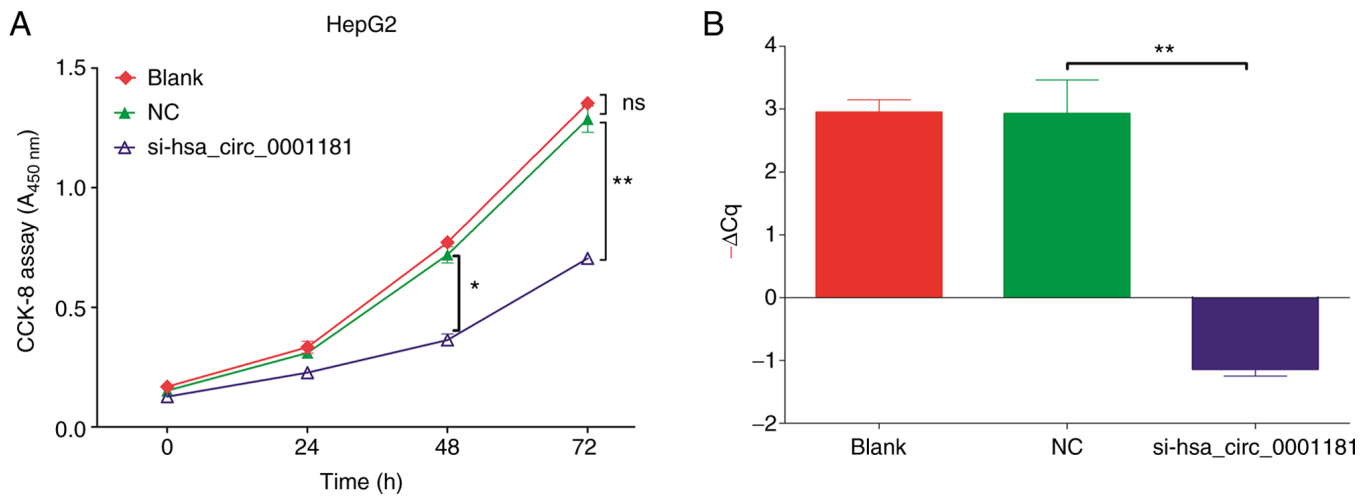 A
HepG2
Blank
NC
si-hsa_circ_0001181
ns
**
*
1.5
1.0
0.5
0.0
CCK-8 assay (A450 nm)
0 24 48 72
Time (h)
B
**
4
3
2
1
0
−1
−2
−ΔCq
Blank NC si-hsa_circ_0001181